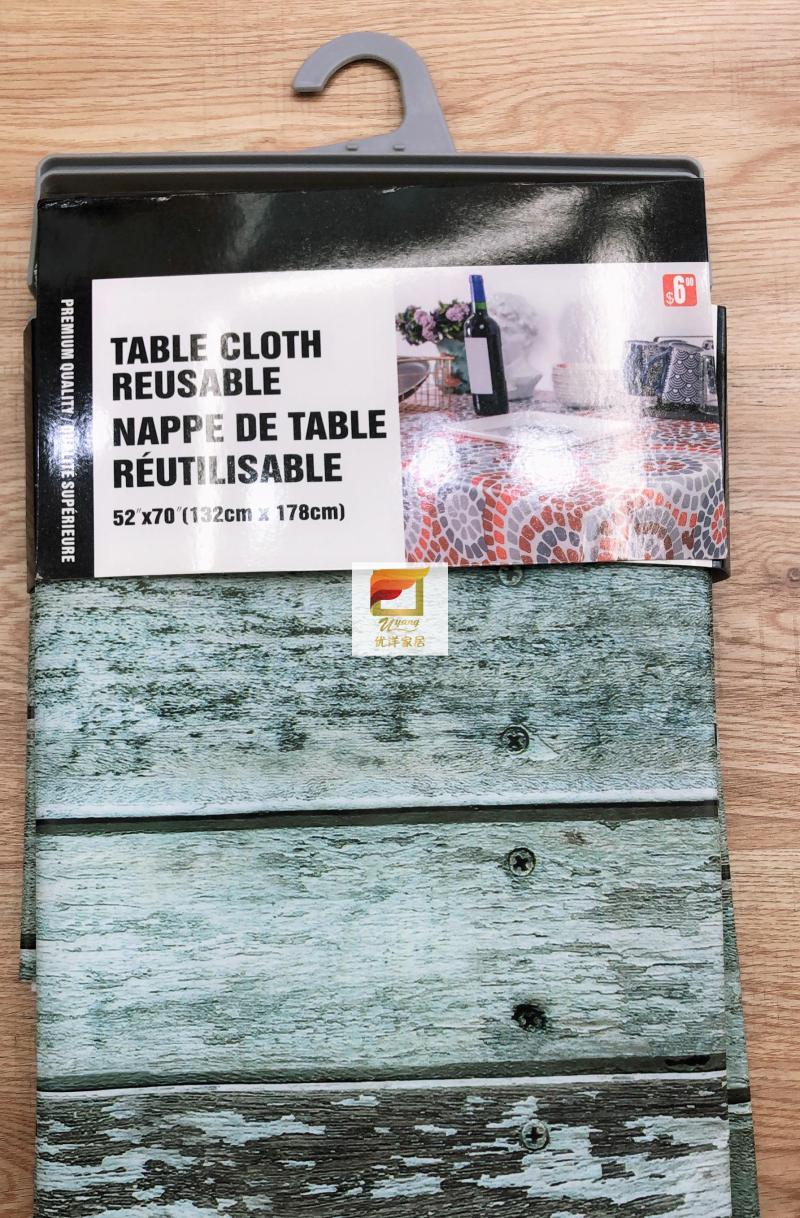 $6.00
PREMIUM QUALITY / QUALITÉ SUPÉRIEURE
TABLE CLOTH
REUSABLE
NAPPE DE TABLE
RÉUTILISABLE
52"x70"(132cm x 178cm)
Uyang
优洋家居